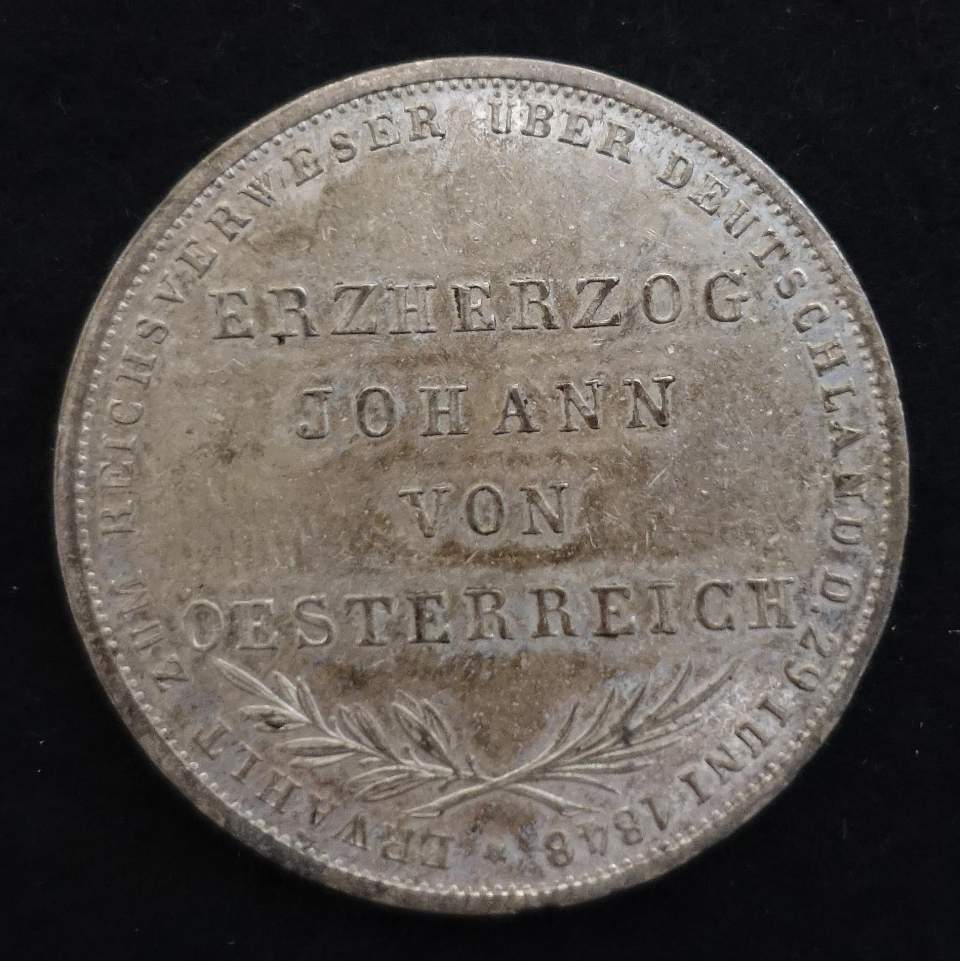 ERWÄHLT ZUM REICHSVERWESER ÜBER DEUTSCHLAND D. 29 JUNI 1848.
ERZHERZOG
JOHANN
VON
OESTERREICH